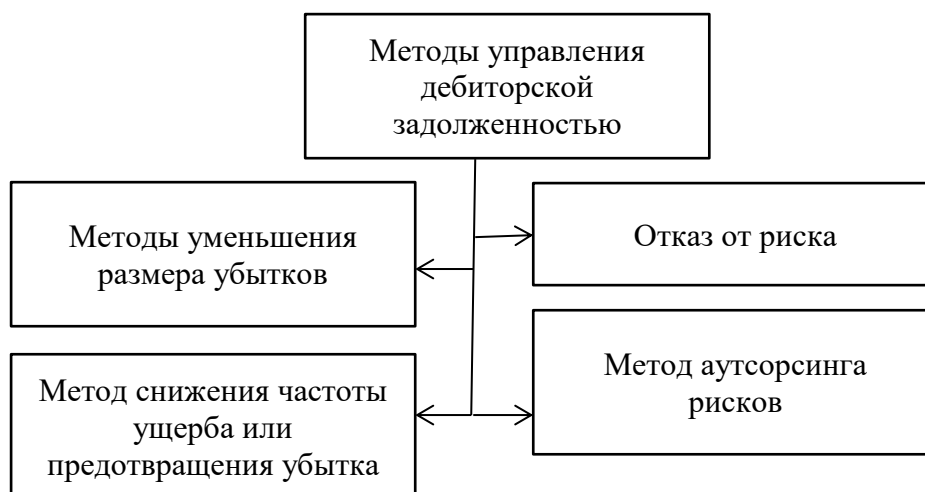 Методы управления
дебиторской
задолженностью
Методы уменьшения
размера убытков
Отказ от риска
Метод снижения частоты
ущерба или
предотвращения убытка
Метод аутсорсинга
рисков